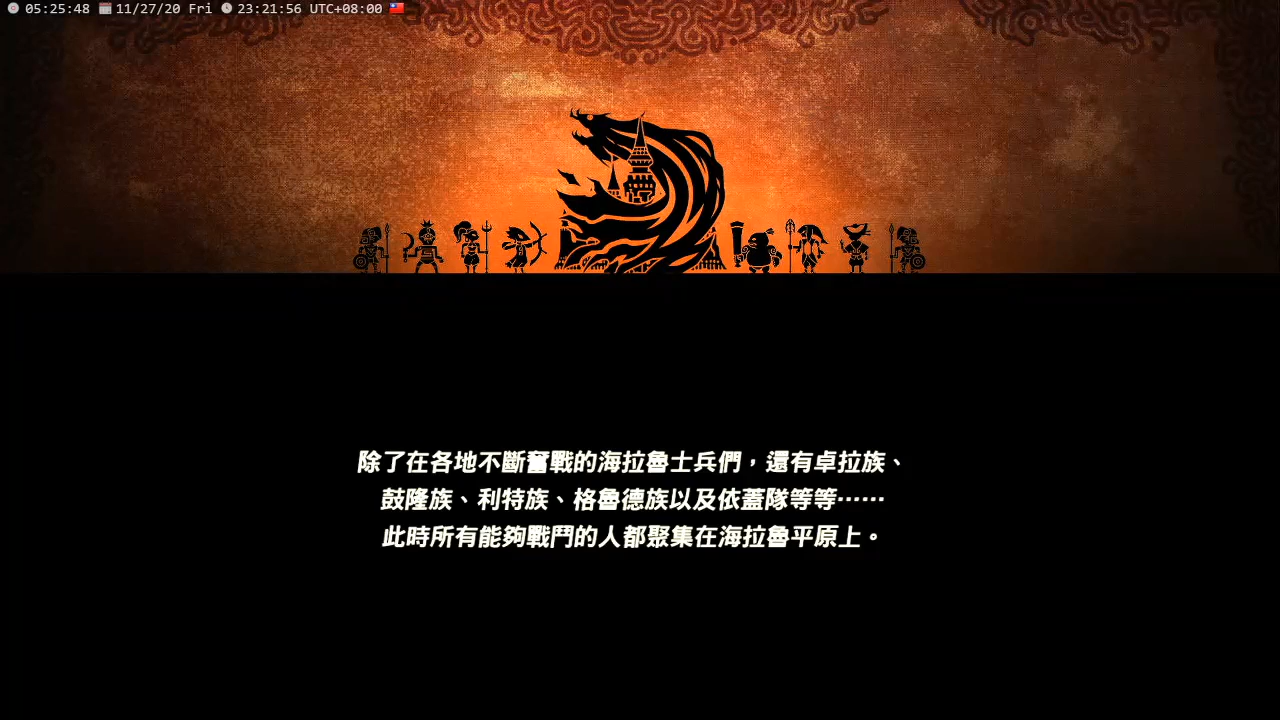 05:25:48 11/27/20 Fri 23:21:56 UTC+08:00
除了在各地不斷奮戰的海拉魯士兵們，還有卓拉族、
鼓隆族、利特族、格魯德族以及依蓋隊等等⋯⋯
此時所有能夠戰鬥的人都聚集在海拉魯平原上。